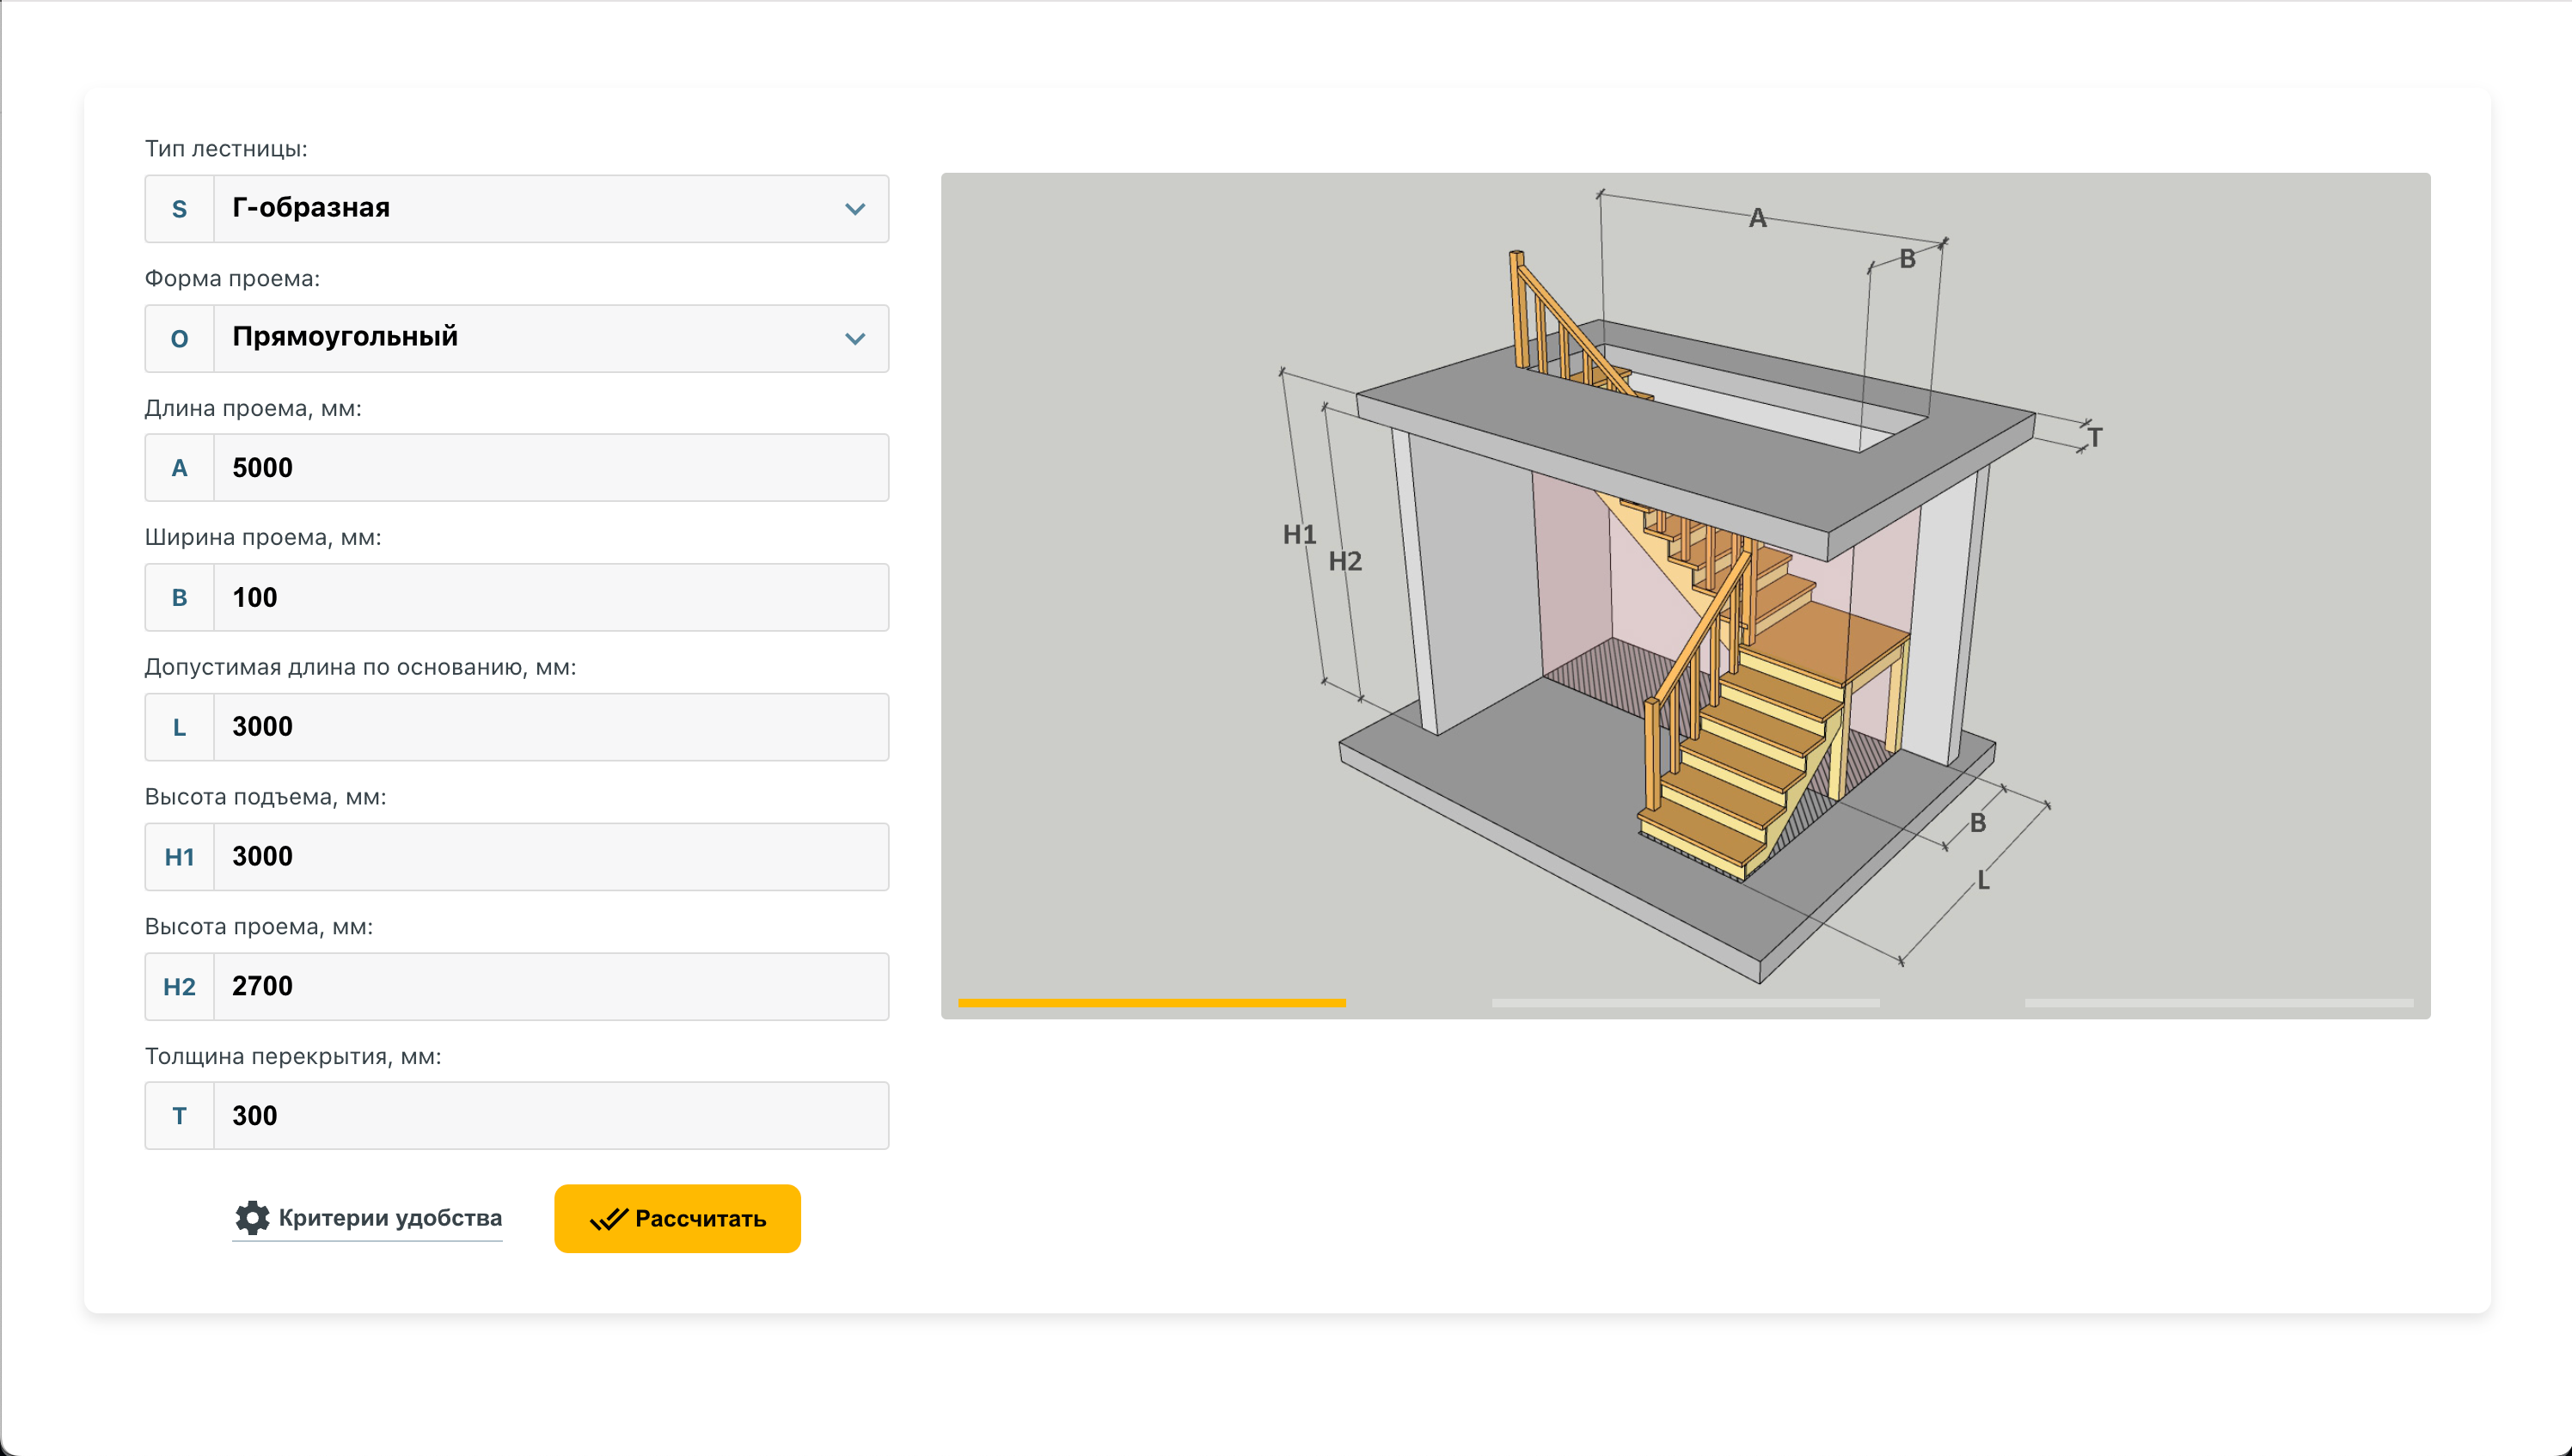 Тип лестницы:
S Г-образная
Форма проема:
O Прямоугольный
Длина проема, мм:
A 5000
Ширина проема, мм:
B 100
Допустимая длина по основанию, мм:
L 3000
Высота подъема, мм:
H1 3000
Высота проема, мм:
H2 2700
Толщина перекрытия, мм:
T 300
Критерии удобства
Рассчитать
A
B
T
H1
H2
B
L